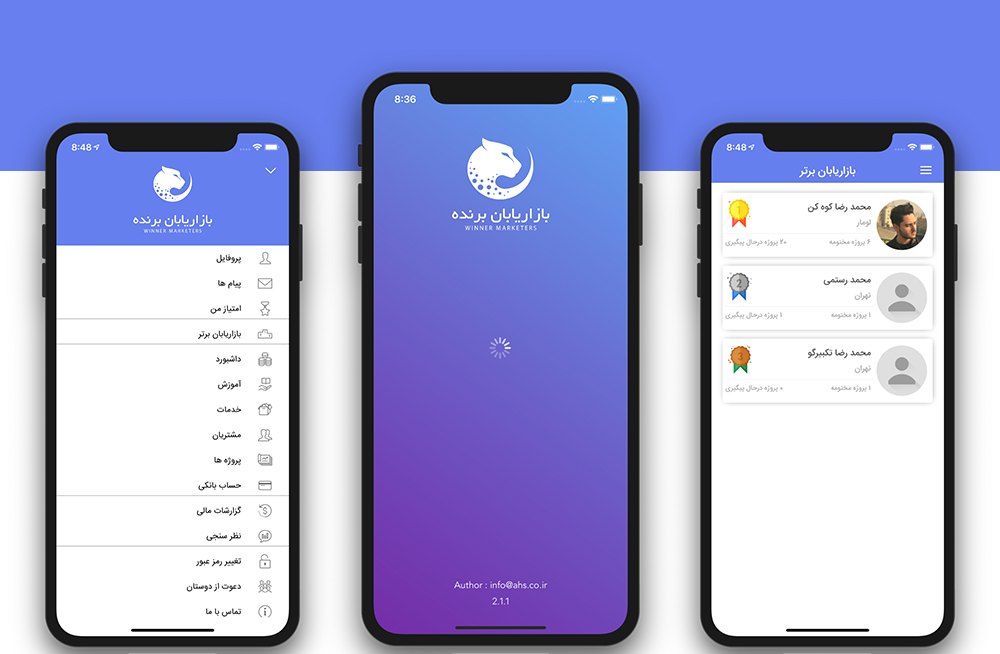 8:48
بازاریابان برنده
WINNER MARKETERS
پروفایل
پیام ها
امتیاز من
بازاریابان برتر
داشبورد
آموزش
خدمات
مشتریان
پروژه ها
حساب بانکی
گزارشات مالی
نظر سنجی
تغییر رمز عبور
دعوت از دوستان
تماس با ما
8:36
بازاریابان برنده
WINNER MARKETERS
Author : info@ahs.co.ir
2.1.1
8:48
بازاریابان برتر
محمد رضا کوه کن
1
لومار
۶ پروژه مختومه
۲۰ پروژه درحال پیگیری
محمد رستمی
2
تهران
۱ پروژه مختومه
۱ پروژه درحال پیگیری
محمد رضا تکبیرگو
3
تهران
۱ پروژه مختومه
۰ پروژه درحال پیگیری